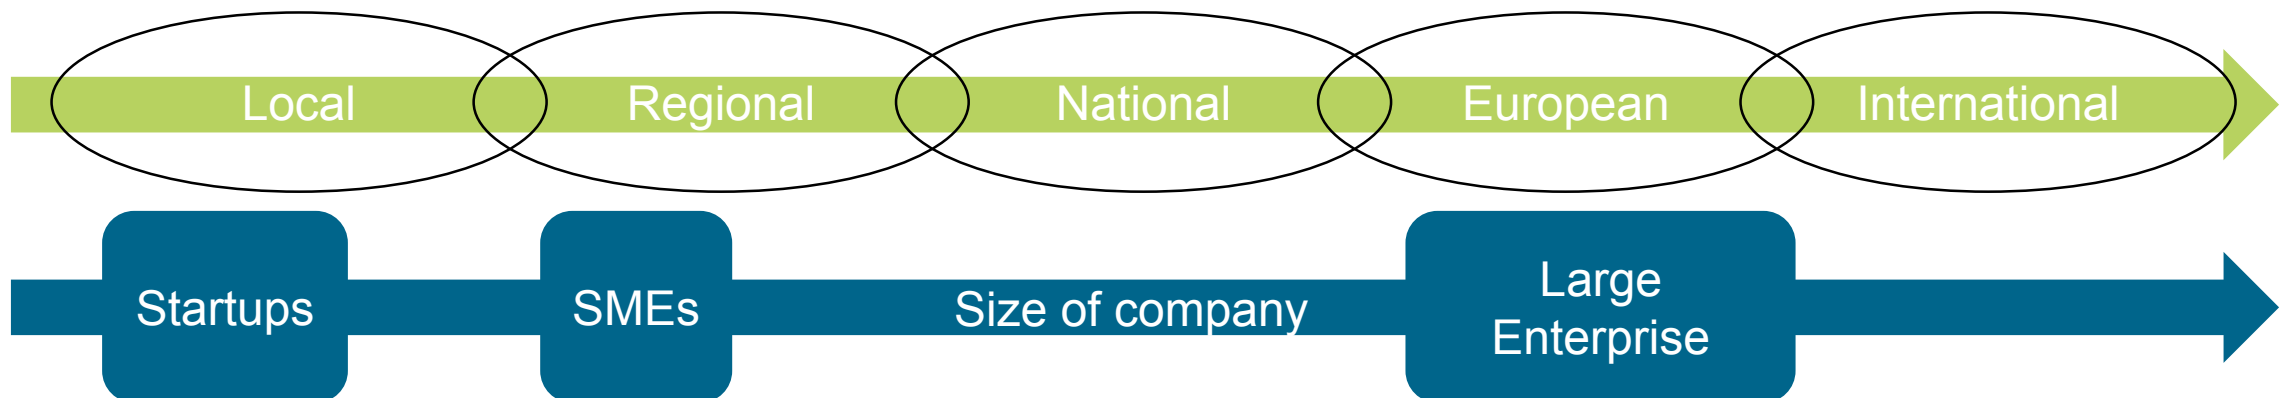 Local Regional National European International
Startups SMEs Size of company Large
Enterprise